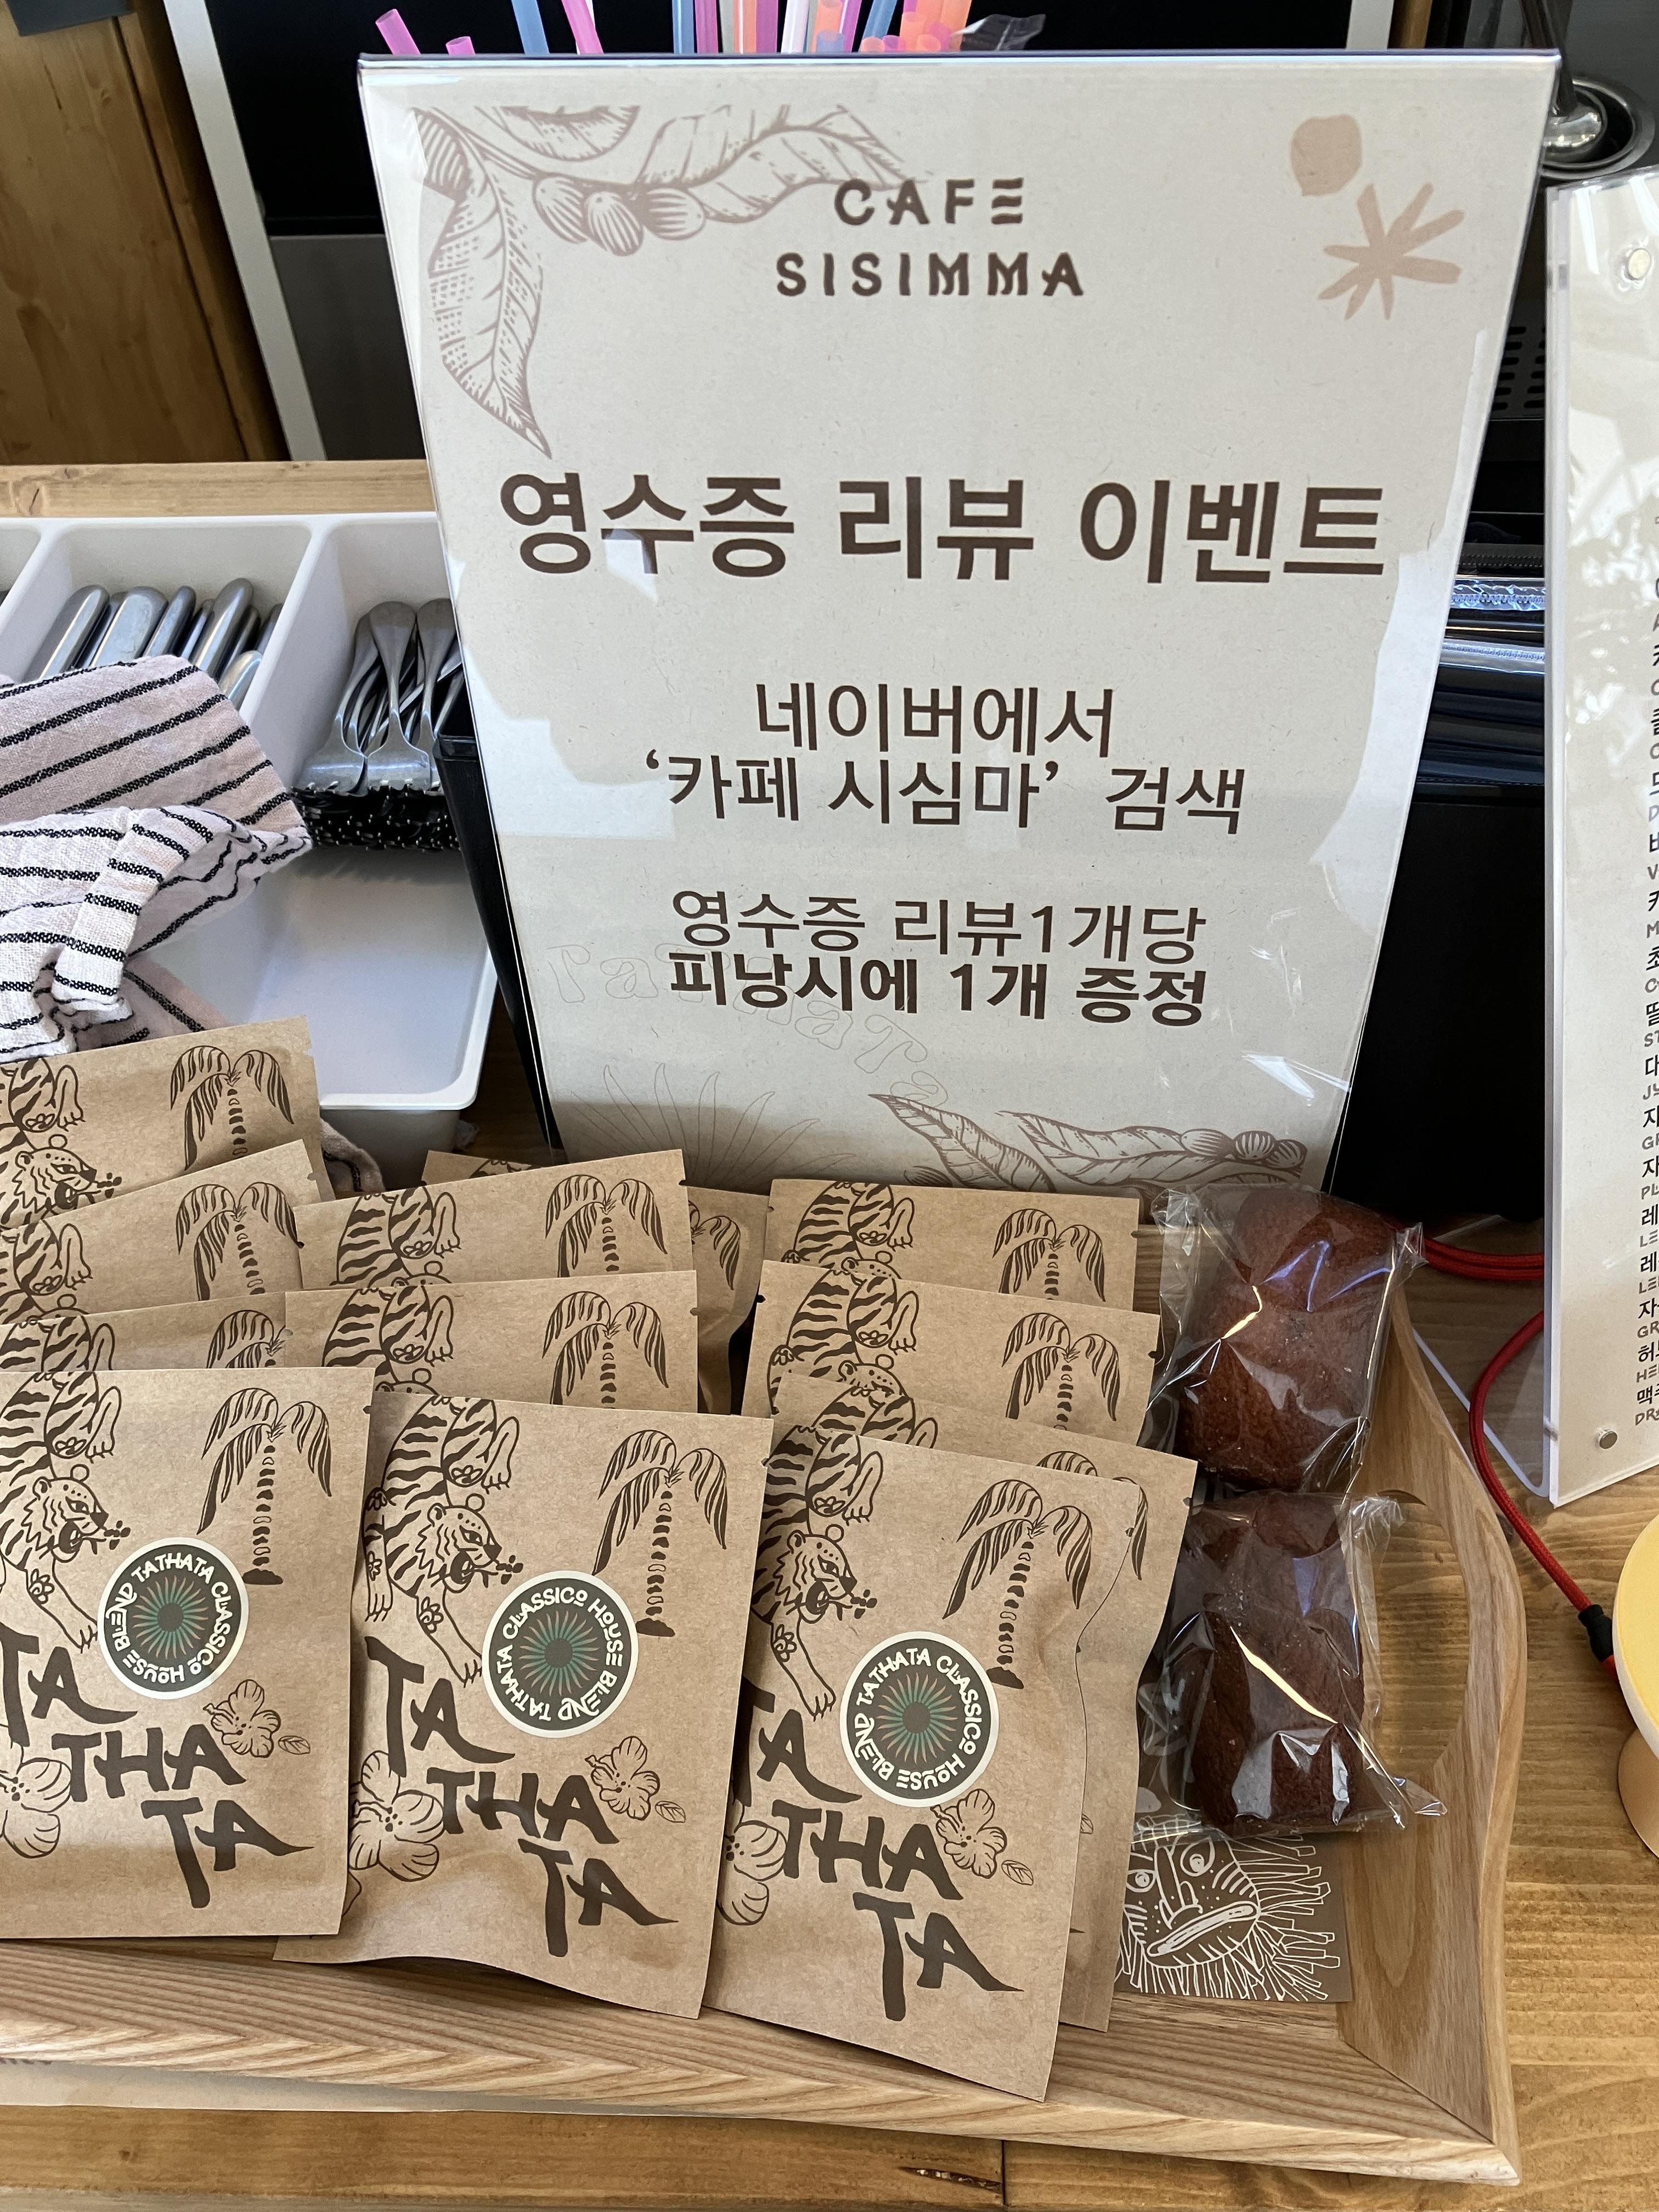 CAFE
SISIMMA
영수증 리뷰 이벤트
네이버에서
‘카페 시심마’ 검색
영수증 리뷰1개당
피낭시에 1개 증정
TaTHaTa
TATHATA CLASSICO HOUSE BLEND
TA
THA
TA
TATHATA CLASSICO HOUSE BLEND
TA
THA
TA
TATHATA CLASSICO HOUSE BLEND
TA
THA
TA